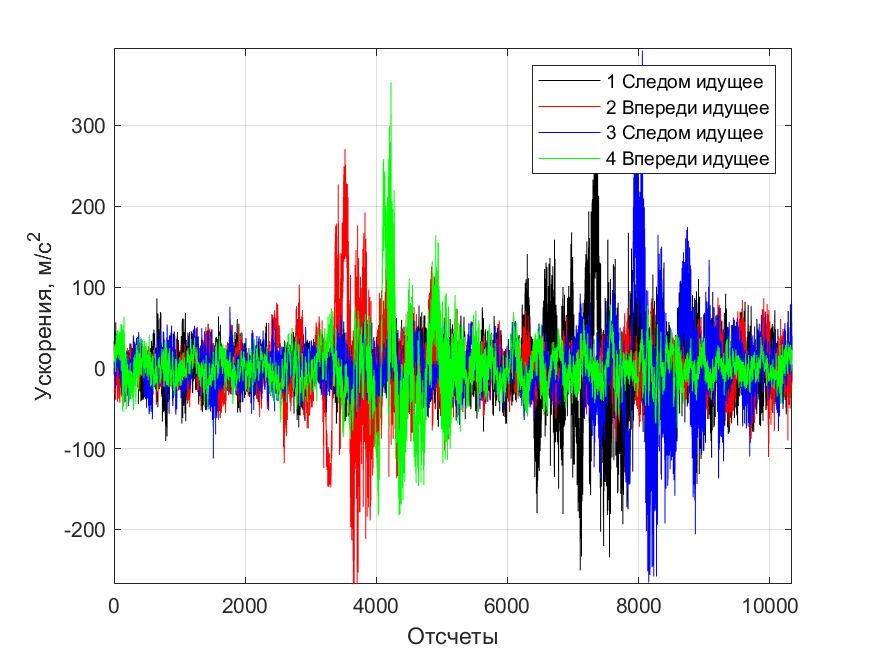 1 Следом идущее
2 Впереди идущее
3 Следом идущее
4 Впереди идущее
300
200
100
0
-100
-200
Ускорения, м/с²
0 2000 4000 6000 8000 10000
Отсчеты